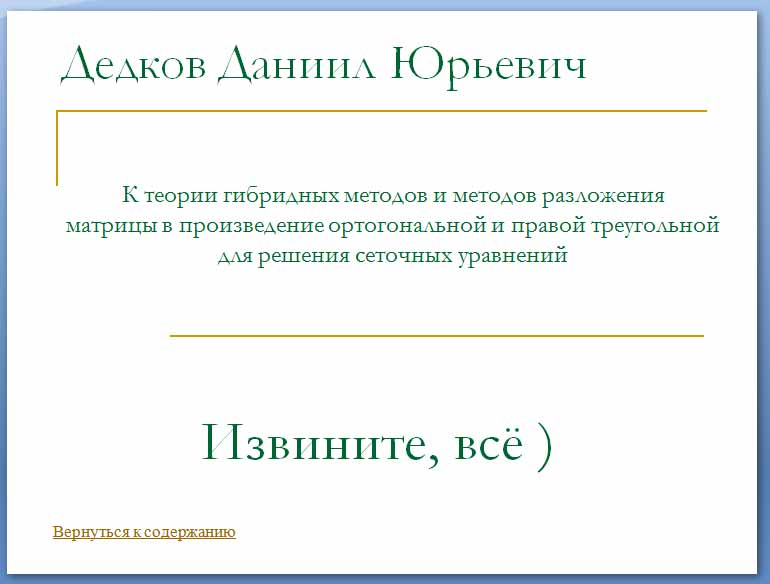 Дедков Даниил Юрьевич
К теории гибридных методов и методов разложения
матрицы в произведение ортогональной и правой треугольной
для решения сеточных уравнений
Извините, всё )
Вернуться к содержанию